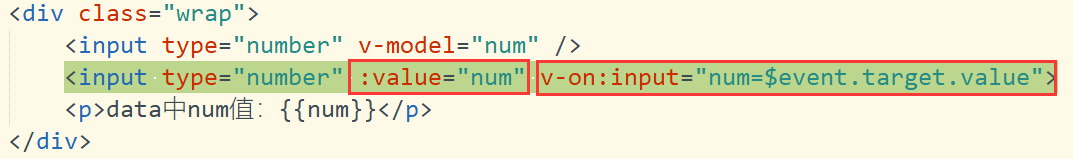 <div class="wrap">
<input type="number" v-model="num" />
<input type="number" :value="num" v-on:input="num=$event.target.value">
<p>data中num值：{{num}}</p>
</div>